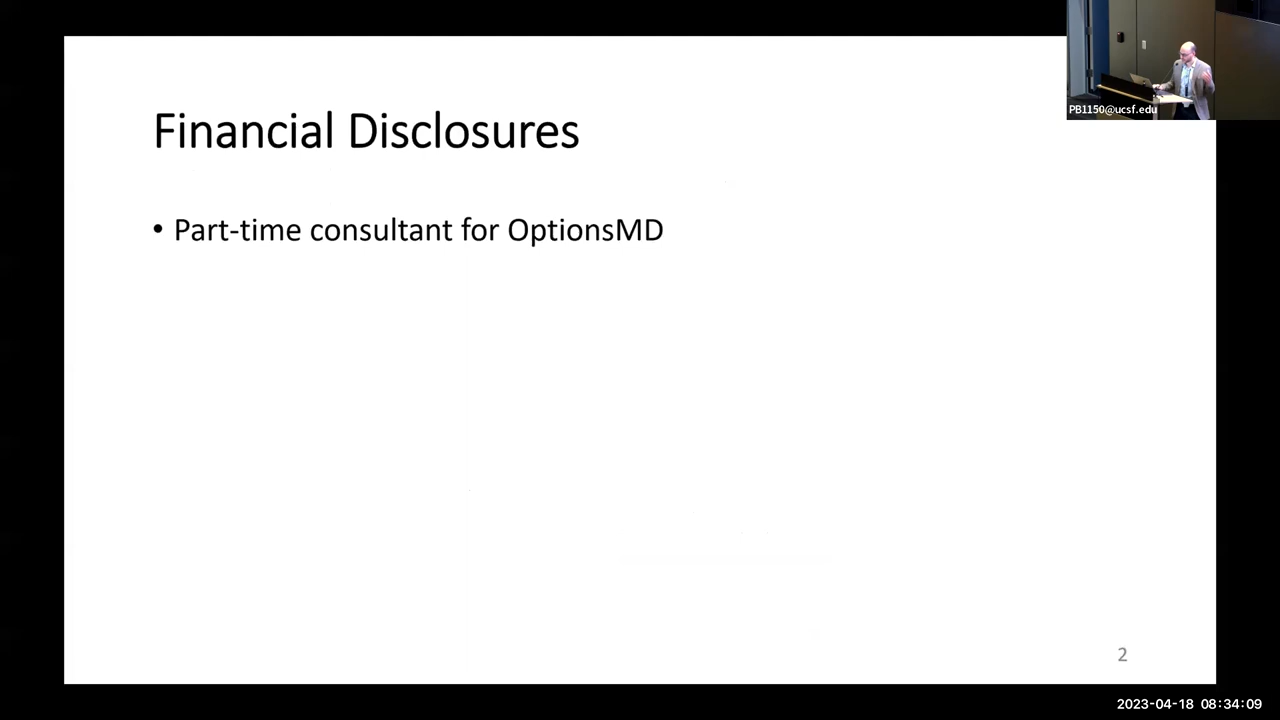 PB1150@ucsf.edu
Financial Disclosures
• Part-time consultant for OptionsMD
2
2023-04-18 08:34:09